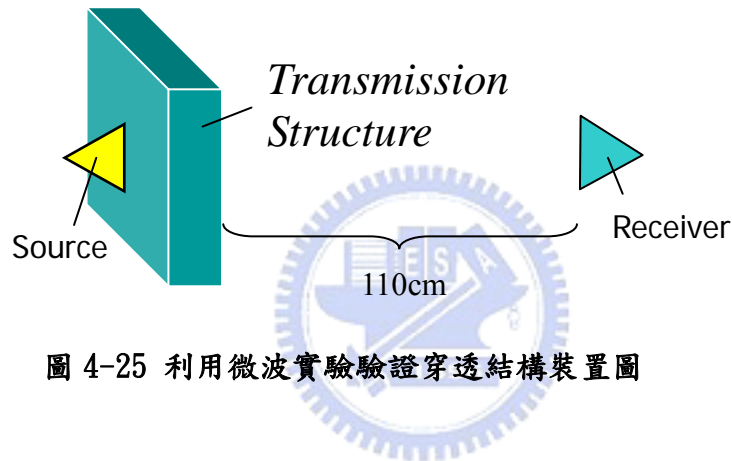 Transmission
Structure
Source
Receiver
110cm
ESA
圖 4-25 利用微波實驗驗證穿透結構裝置圖